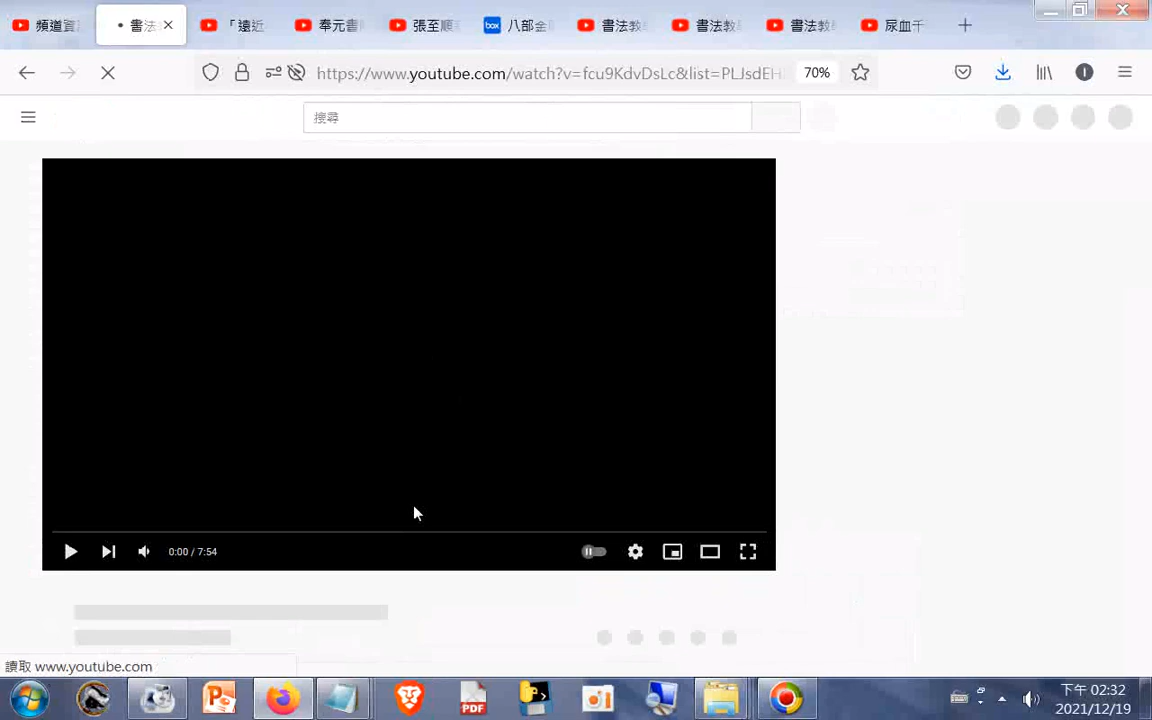 頻道資
書法
「遠近
奉元書
張至順
box 八部金
書法教
書法教
書法教
尿血千
https://www.youtube.com/watch?v=fcu9KdvDsLc&list=PLJsdEH
70%
搜尋
0:00 / 7:54
讀取 www.youtube.com
PDF
下午 02:32
2021/12/19